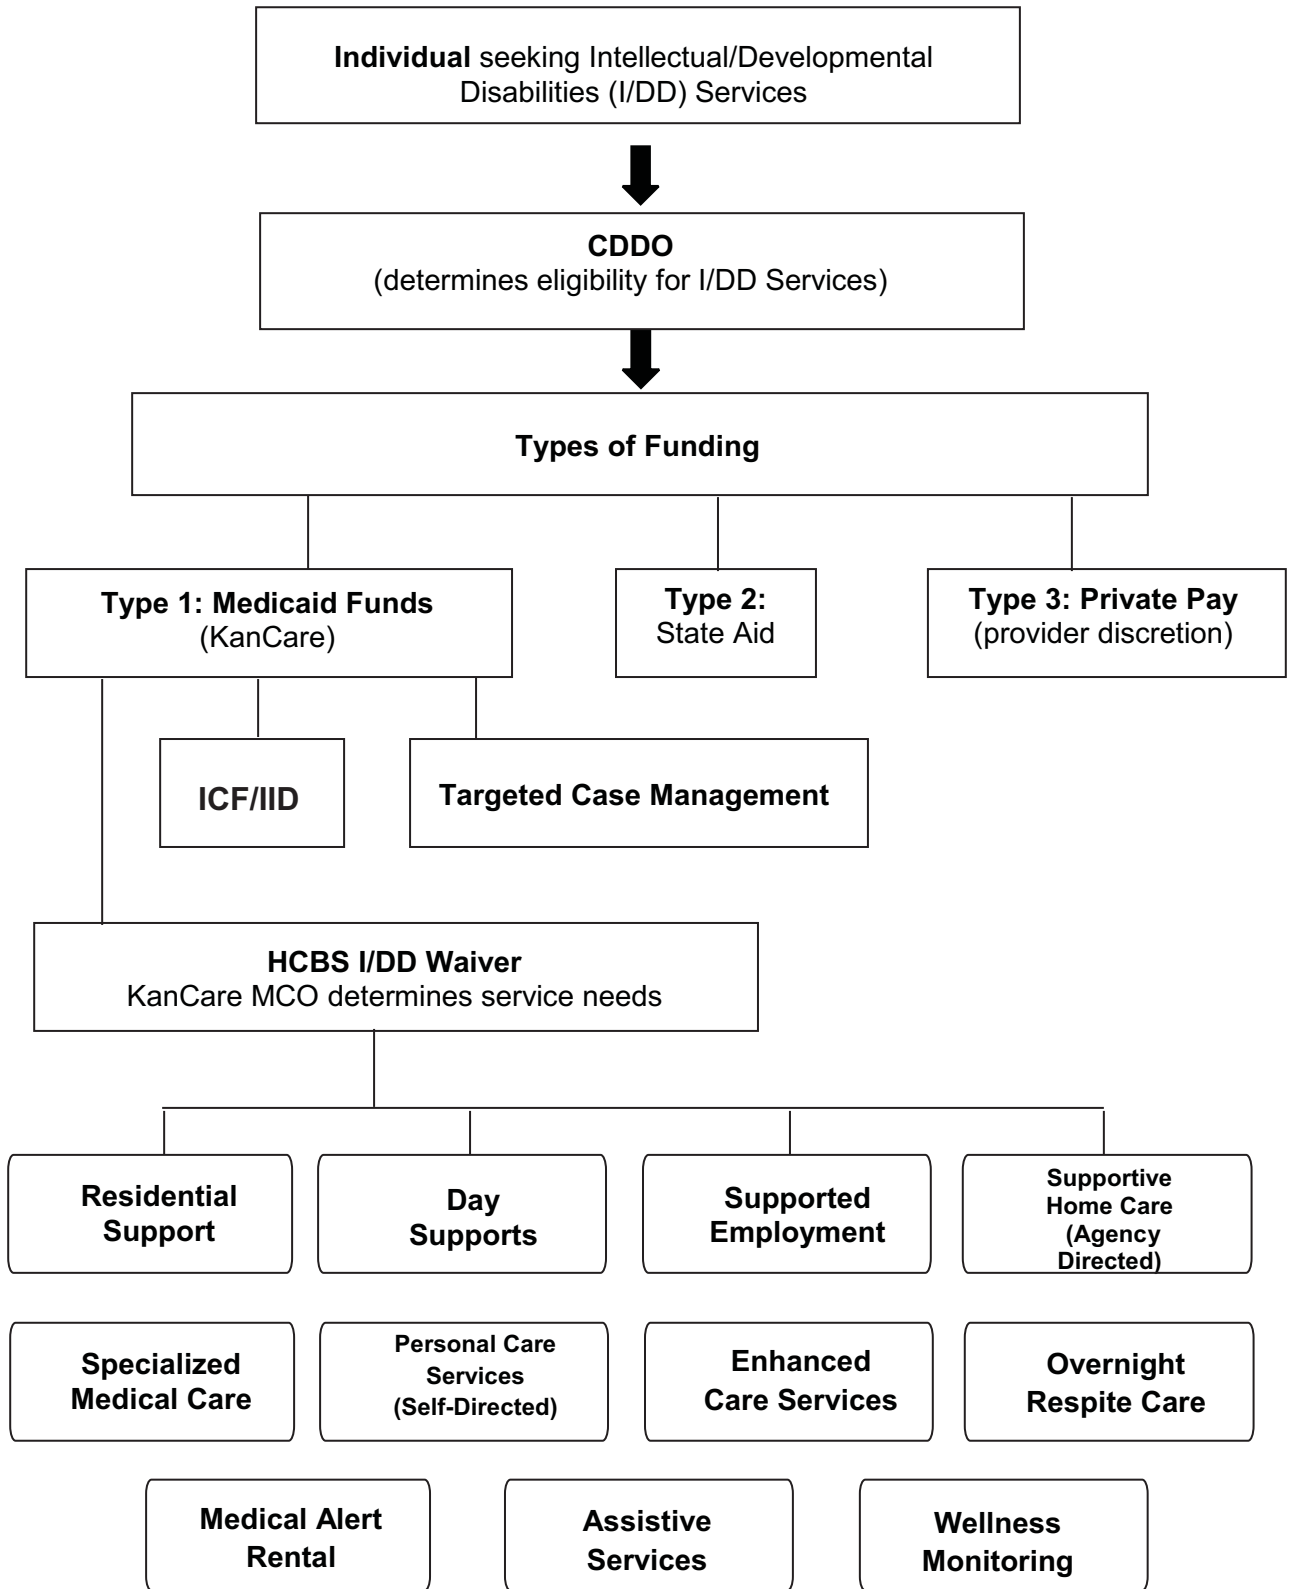 Individual seeking Intellectual/Developmental
Disabilities (I/DD) Services
CDDO
(determines eligibility for I/DD Services)
Types of Funding
Type 1: Medicaid Funds
(KanCare)
Type 2:
State Aid
Type 3: Private Pay
(provider discretion)
ICF/IID
Targeted Case Management
HCBS I/DD Waiver
KanCare MCO determines service needs
Residential
Support
Day
Supports
Supported
Employment
Supportive
Home Care
(Agency
Directed)
Specialized
Medical Care
Personal Care
Services
(Self-Directed)
Enhanced
Care Services
Overnight
Respite Care
Medical Alert
Rental
Assistive
Services
Wellness
Monitoring